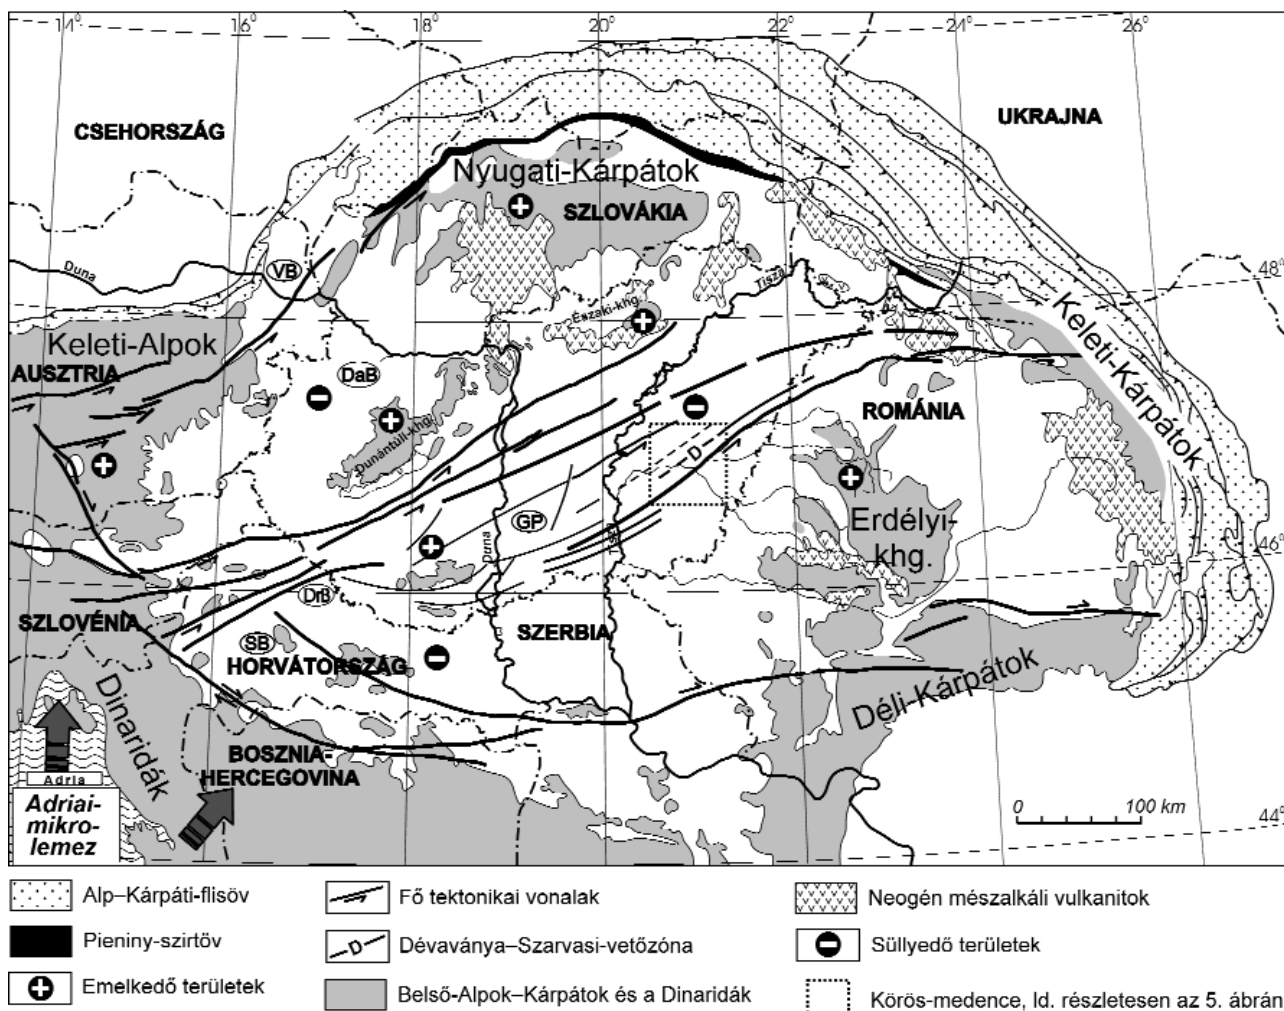 14°
16°
18°
20°
22°
24°
26°
CSEHORSZÁG
UKRAJNA
Nyugati-Kárpátok
SZLOVÁKIA
Duna
VB
Tisza
48°
Északi-khg.
Keleti-Kárpátok
Keleti-Alpok
AUSZTRIA
DaB
Dunántúli-khg.
ROMÁNIA
D
GP
Duna
Tisza
Erdélyi-
khg.
46°
DrB
SZLOVÉNIA
SB
SZERBIA
HORVÁTORSZÁG
Dinaridák
Déli-Kárpátok
BOSZNIA-
HERCEGOVINA
Adria
Adriai-
mikro-
lemez
0 100 km
44°
Alp–Kárpáti-flisöv
Fő tektonikai vonalak
Neogén mészalkáli vulkanitok
Pieniny-szirtöv
D
Dévaványa–Szarvasi-vetőzóna
Süllyedő területek
Emelkedő területek
Belső-Alpok–Kárpátok és a Dinaridák
Körös-medence, ld. részletesen az 5. ábrán